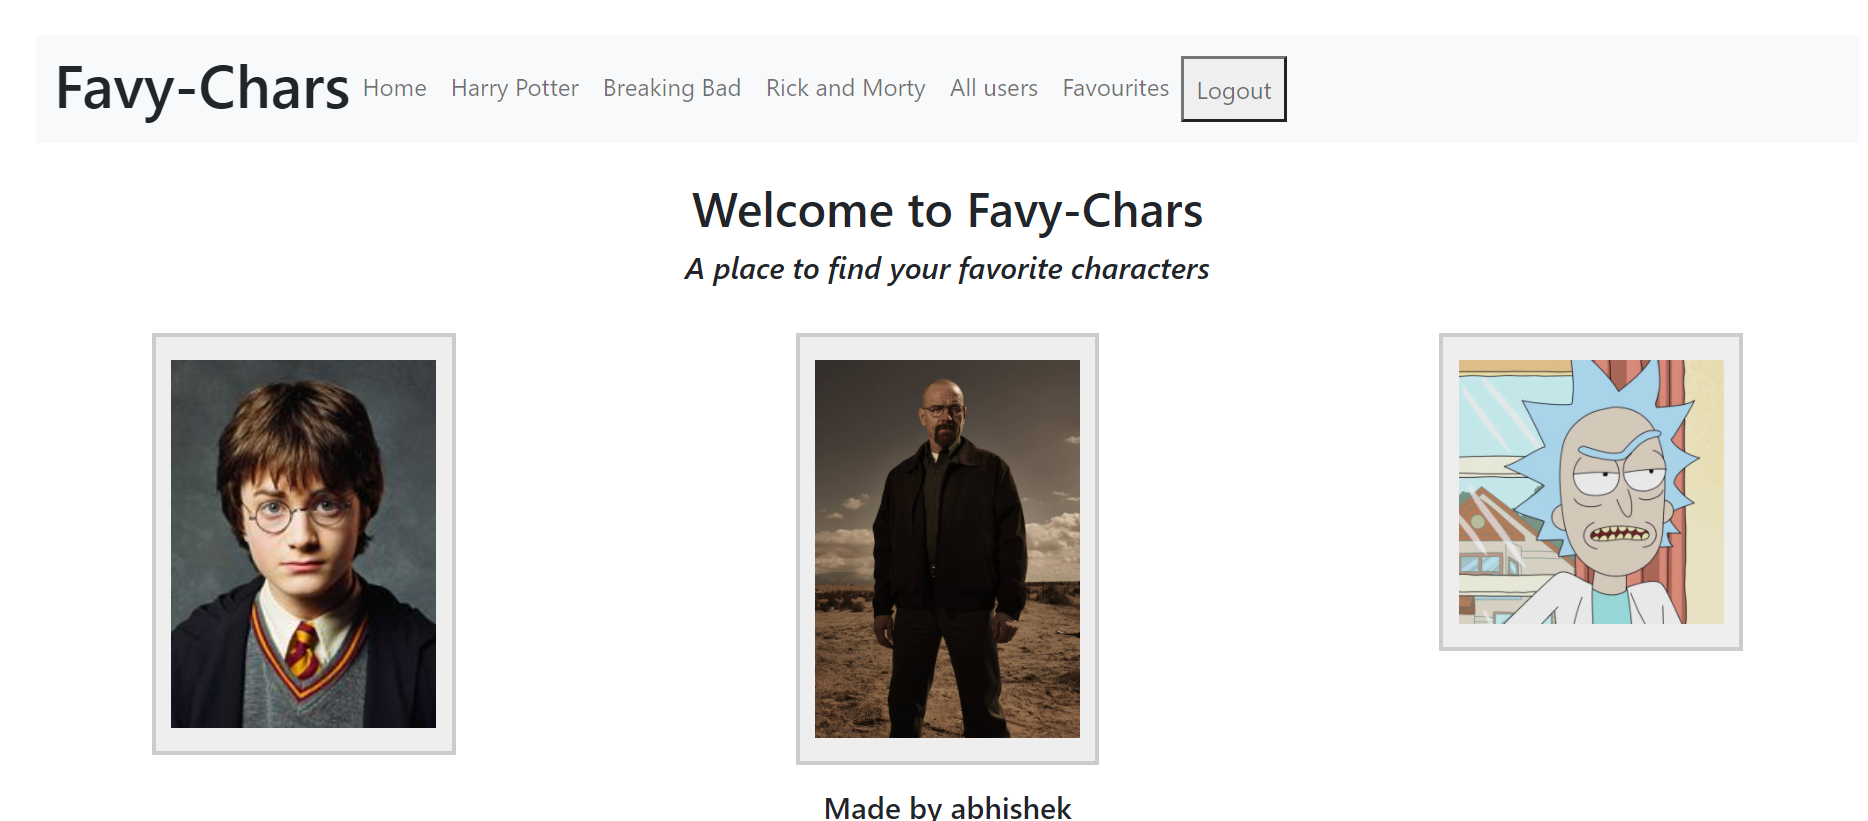 Favy-Chars Home Harry Potter Breaking Bad Rick and Morty All users Favourites Logout
Welcome to Favy-Chars
A place to find your favorite characters
Made by abhishek